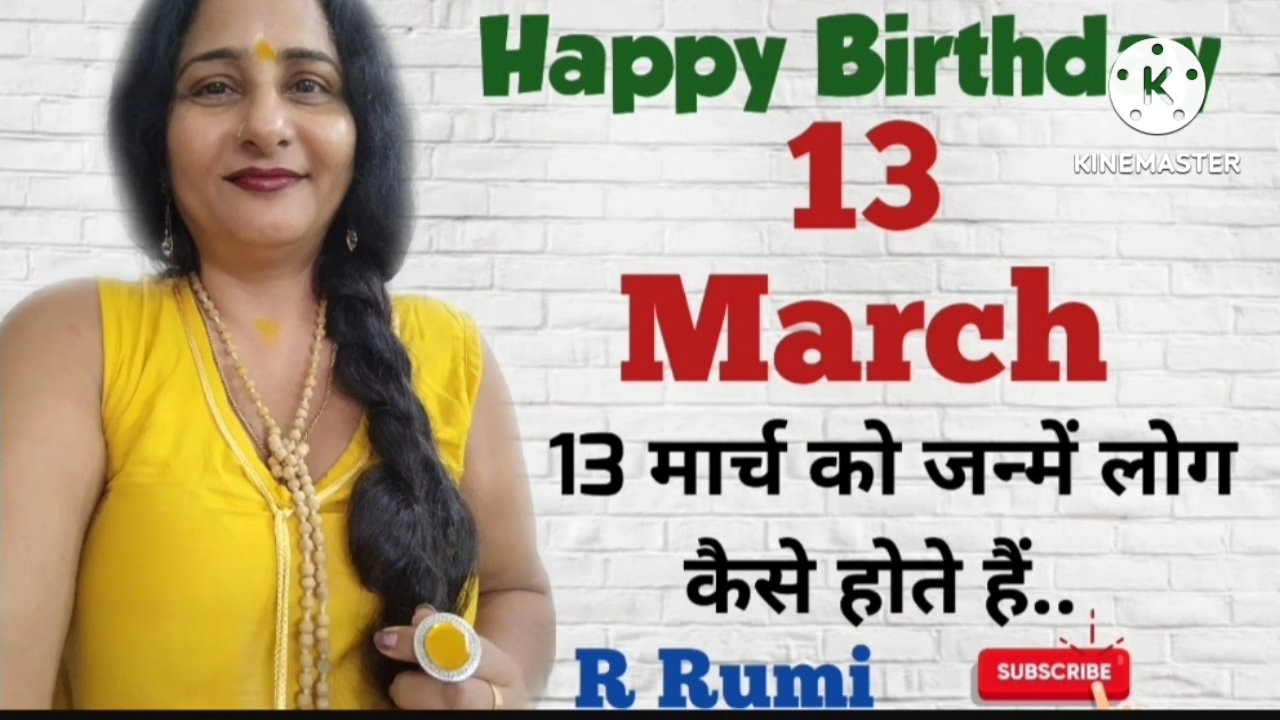 Happy Birthday
K
KINEMASTER
13
March
13 मार्च को जन्में लोग
कैसे होते हैं..
R Rumi
SUBSCRIBE